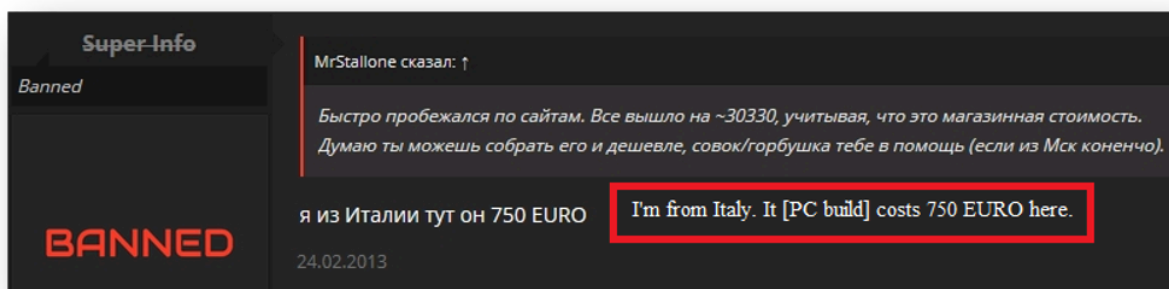 Super Info
Banned
BANNED
MrStallone сказал: ↑
Быстро пробежался по сайтам. Все вышло на ~30330, учитывая, что это магазинная стоимость.
Думаю ты можешь собрать его и дешевле, совок/горбушка тебе в помощь (если из Мск коненчо).
я из Италии тут он 750 EURO
I'm from Italy. It [PC build] costs 750 EURO here.
24.02.2013